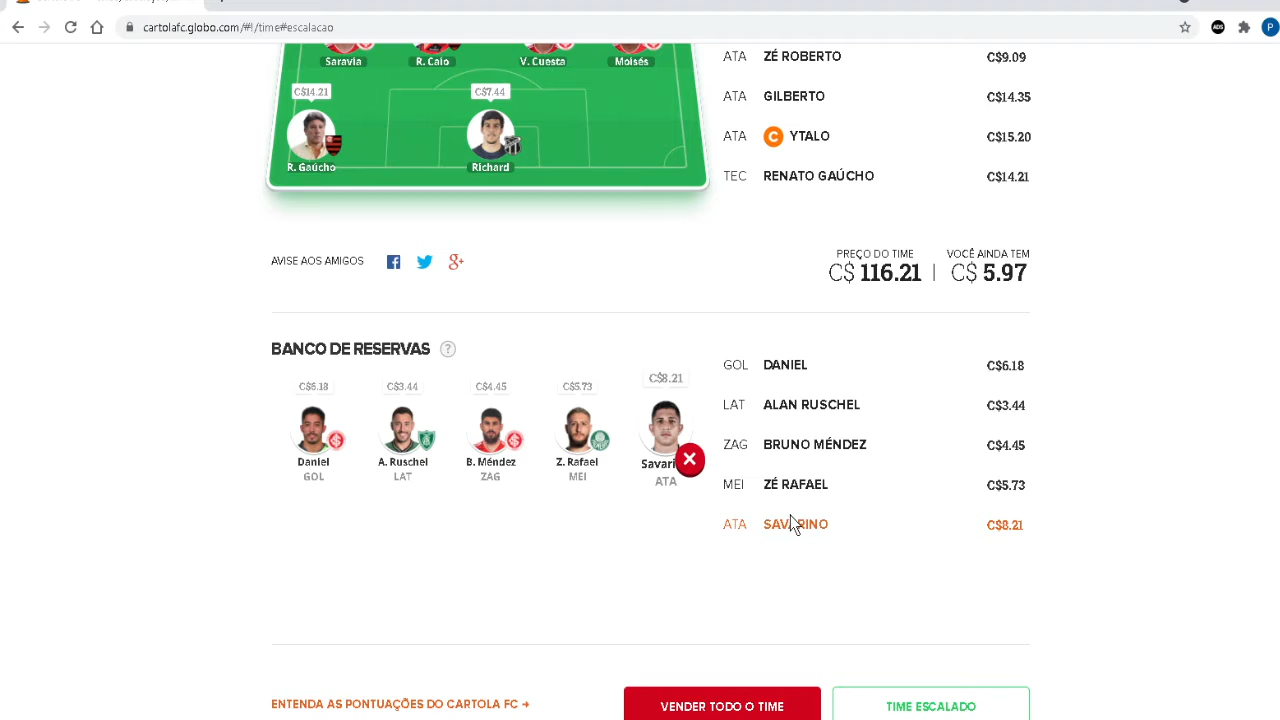 cartolafc.globo.com/#!/time#escalacao
P
ADS
Saravia
R. Caio
V. Cuesta
Moisés
C$14.21
C$7.44
R. Gaúcho
Richard
ATA ZÉ ROBERTO C$9.09
ATA GILBERTO C$14.35
ATA C YTALO C$15.20
TEC RENATO GAÚCHO C$14.21
AVISE AOS AMIGOS
PREÇO DO TIME
C$ 116.21
VOCÊ AINDA TEM
C$ 5.97
BANCO DE RESERVAS ?
C$6.18 C$3.44 C$4.45 C$5.73 C$8.21
Daniel A. Ruschel B. Méndez Z. Rafael Savari
GOL LAT ZAG MEI ATA
GOL DANIEL C$6.18
LAT ALAN RUSCHEL C$3.44
ZAG BRUNO MÉNDEZ C$4.45
MEI ZÉ RAFAEL C$5.73
ATA SAVARINO C$8.21
ENTENDA AS PONTUAÇÕES DO CARTOLA FC
VENDER TODO O TIME
TIME ESCALADO